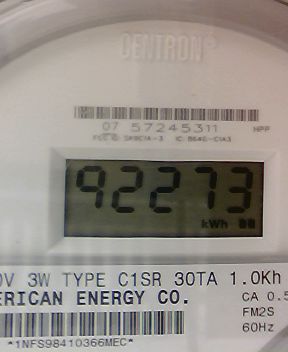 CENTRON®
07 57245311 HPP
92273
kWh
0V 3W TYPE C1SR 30TA 1.0Kh
ERICAN ENERGY CO.
CA 0.5
FM2S
60Hz
*1NFS98410366MEC*